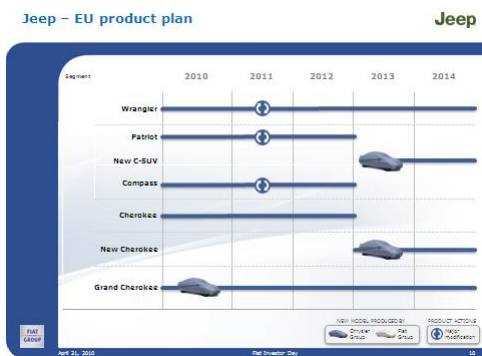 Jeep – EU product plan
Jeep
Segment
2010 2011 2012 2013 2014
Wrangler
Patriot
New C-SUV
Compass
Cherokee
New Cherokee
Grand Cherokee
NEW MODEL PRODUCED BY
PRODUCT ACTIONS
Chrysler Group
Fiat Group
Major modification
FIAT
GROUP
April 21, 2010
Fiat Investor Day
10